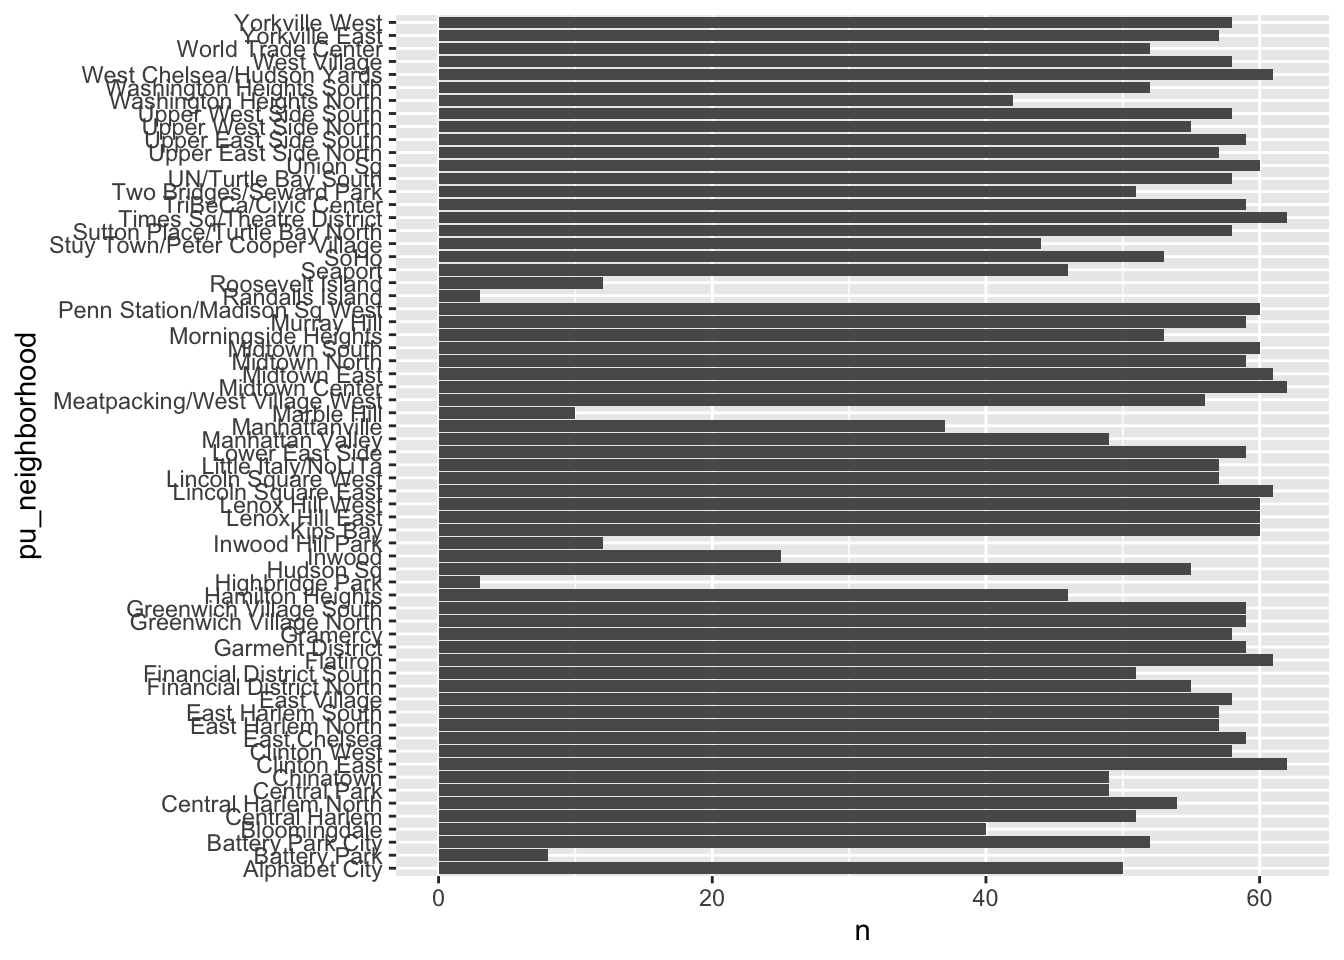 Yorkville West
Yorkville East
World Trade Center
West Village
West Chelsea/Hudson Yards
Washington Heights South
Washington Heights North
Upper West Side South
Upper West Side North
Upper East Side South
Upper East Side North
Union Sq
UN/Turtle Bay South
Two Bridges/Seward Park
TriBeCa/Civic Center
Times Sq/Theatre District
Sutton Place/Turtle Bay North
Stuy Town/Peter Cooper Village
SoHo
Seaport
Roosevelt Island
Randalls Island
Penn Station/Madison Sq West
Murray Hill
Morningside Heights
Midtown South
Midtown North
Midtown East
Midtown Center
Meatpacking/West Village West
Marble Hill
Manhattanville
Manhattan Valley
Lower East Side
Little Italy/NoLiTa
Lincoln Square West
Lincoln Square East
Lenox Hill West
Lenox Hill East
Kips Bay
Inwood Hill Park
Inwood
Hudson Sq
Highbridge Park
Hamilton Heights
Greenwich Village South
Greenwich Village North
Gramercy
Garment District
Flatiron
Financial District South
Financial District North
East Village
East Harlem South
East Harlem North
East Chelsea
Clinton West
Clinton East
Chinatown
Central Park
Central Harlem North
Central Harlem
Bloomingdale
Battery Park City
Battery Park
Alphabet City
pu_neighborhood
0 20 40 60
n